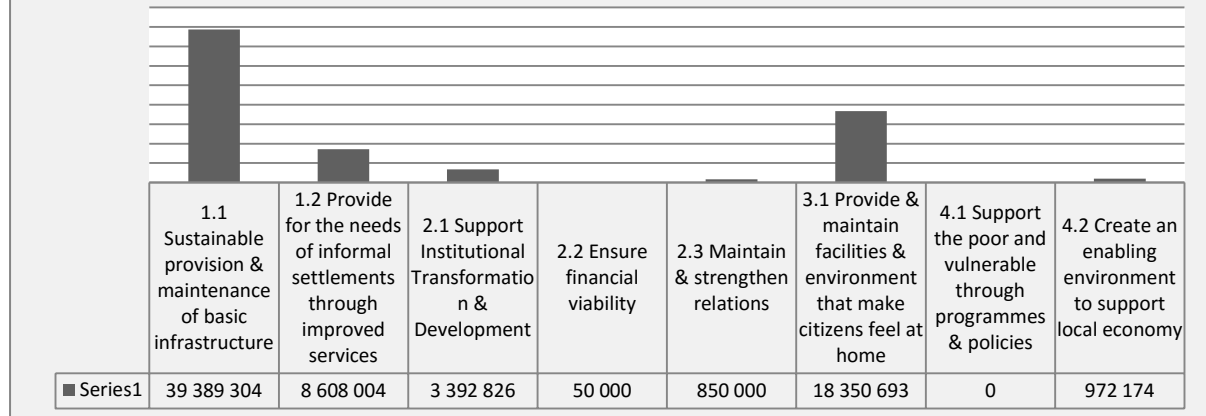 1.1
Sustainable
provision &
maintenance
of basic
infrastructure
1.2 Provide
for the needs
of informal
settlements
through
improved
services
2.1 Support
Institutional
Transformatio
n &
Development
2.2 Ensure
financial
viability
2.3 Maintain
& strengthen
relations
3.1 Provide &
maintain
facilities &
environment
that make
citizens feel at
home
4.1 Support
the poor and
vulnerable
through
programmes
& policies
4.2 Create an
enabling
environment
to support
local economy
Series1 39 389 304 8 608 004 3 392 826 50 000 850 000 18 350 693 0 972 174